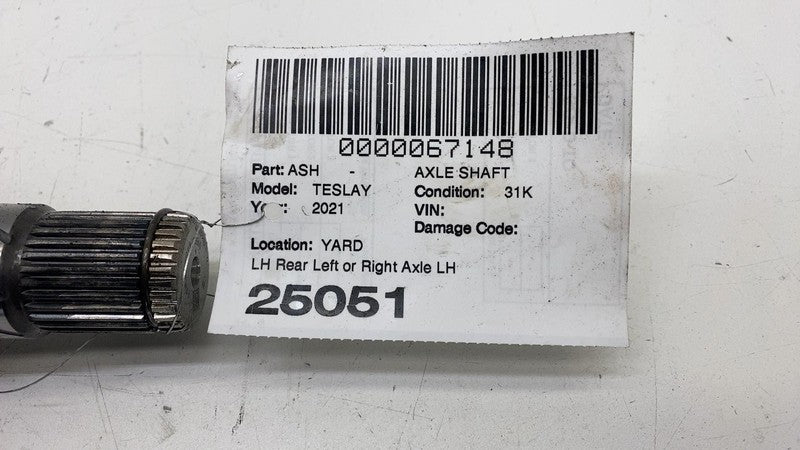 0000067148
Part: ASH - AXLE SHAFT
Model: TESLAY Condition: 31K
Year: 2021 VIN:
Damage Code:
Location: YARD
LH Rear Left or Right Axle LH
25051